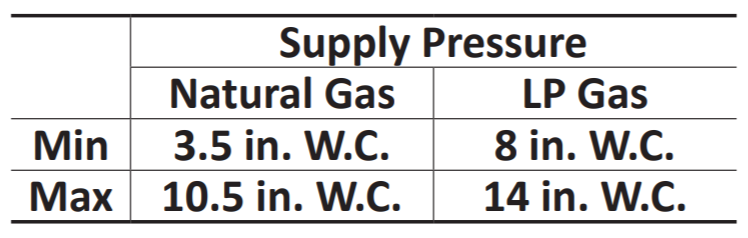 Supply Pressure
Natural Gas LP Gas
Min 3.5 in. W.C. 8 in. W.C.
Max 10.5 in. W.C. 14 in. W.C.